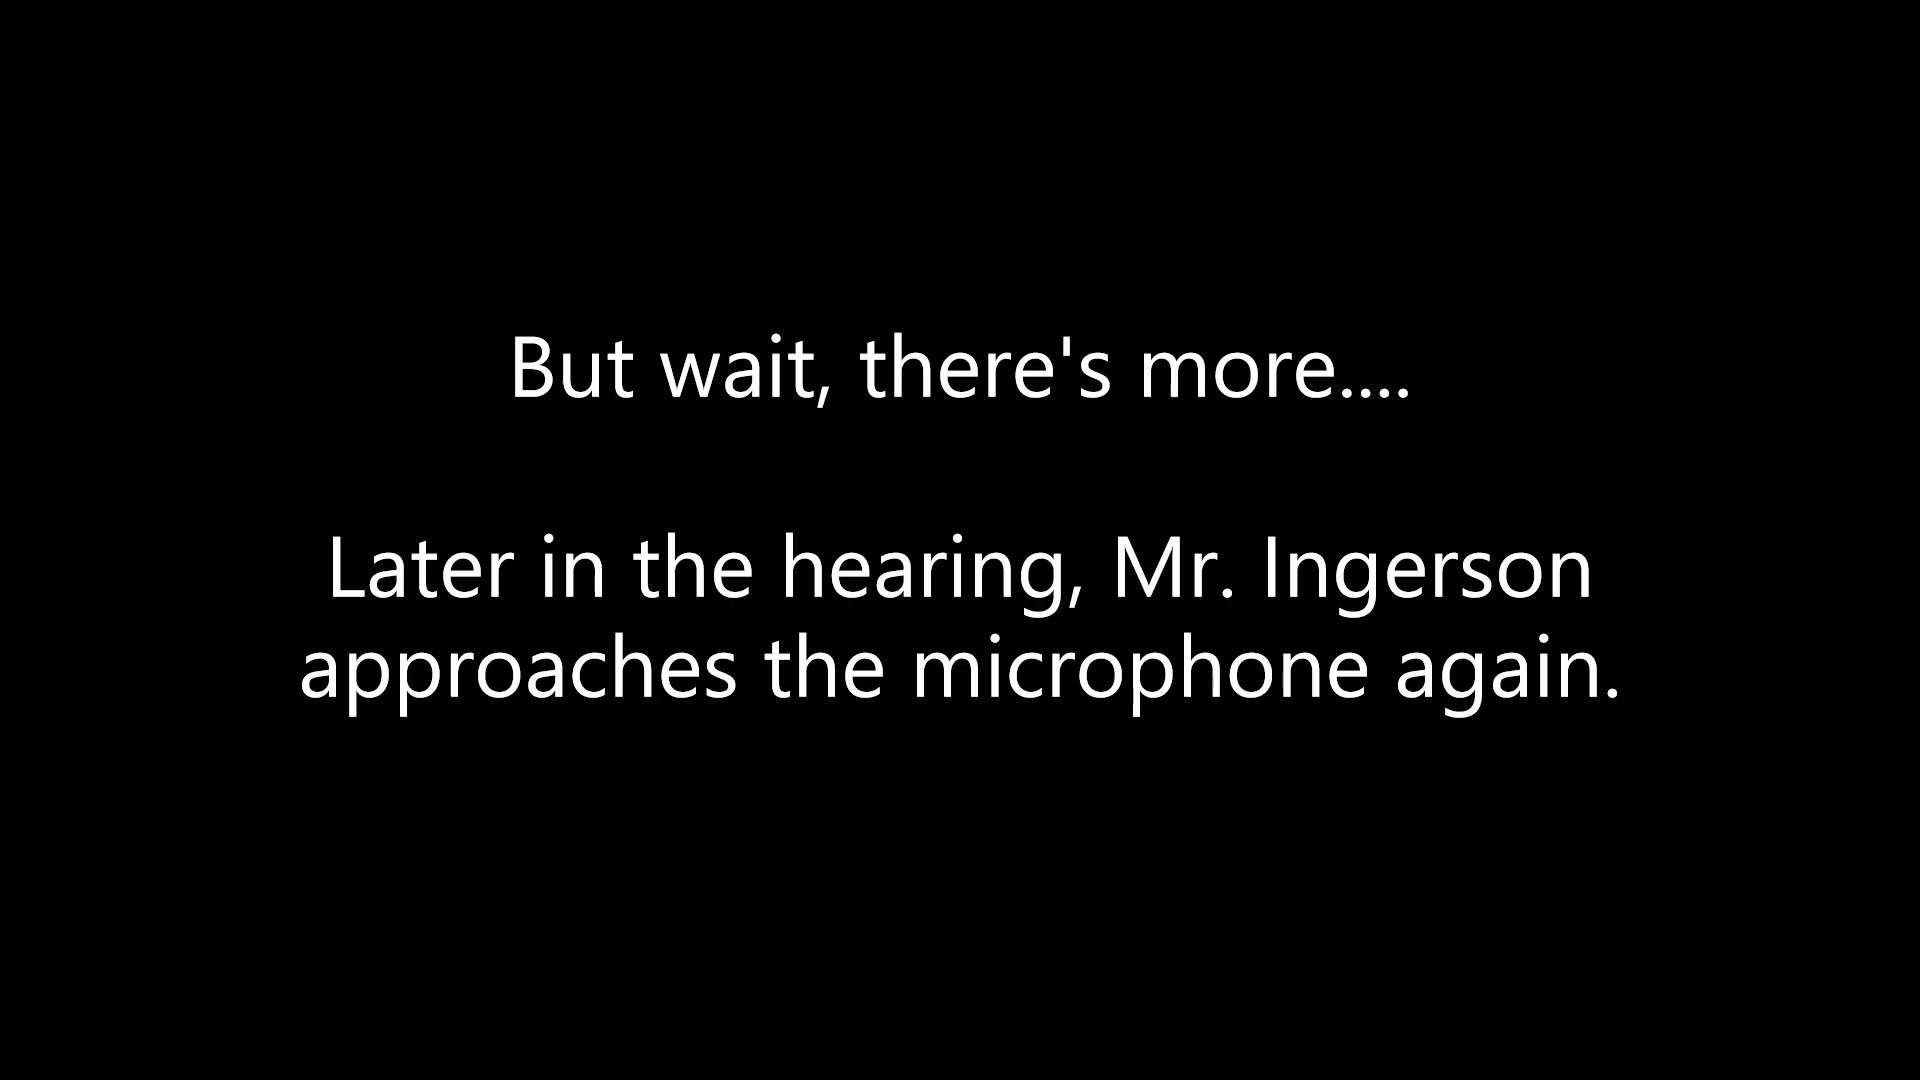 But wait, there's more....
Later in the hearing, Mr. Ingerson
approaches the microphone again.